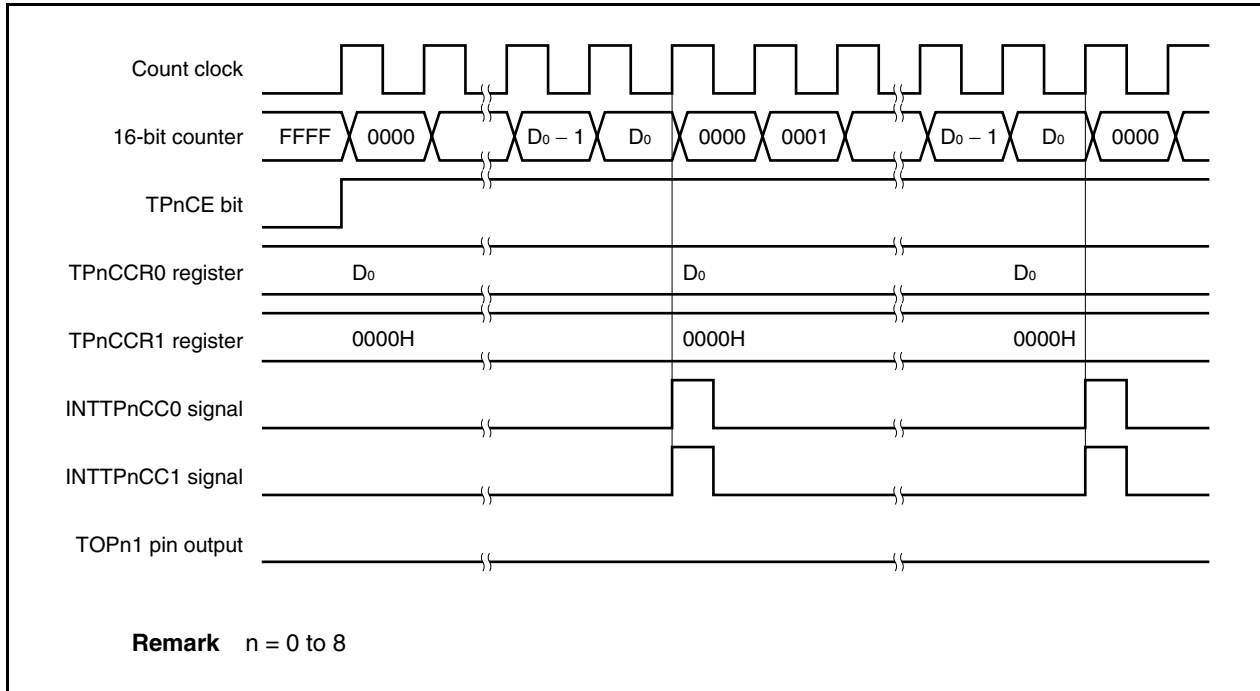 Count clock
16-bit counter FFFF 0000 D₀ – 1 D₀ 0000 0001 D₀ – 1 D₀ 0000
TPnCE bit
TPnCCR0 register D₀ D₀ D₀
TPnCCR1 register 0000H 0000H 0000H
INTTPnCC0 signal
INTTPnCC1 signal
TOPn1 pin output
Remark n = 0 to 8